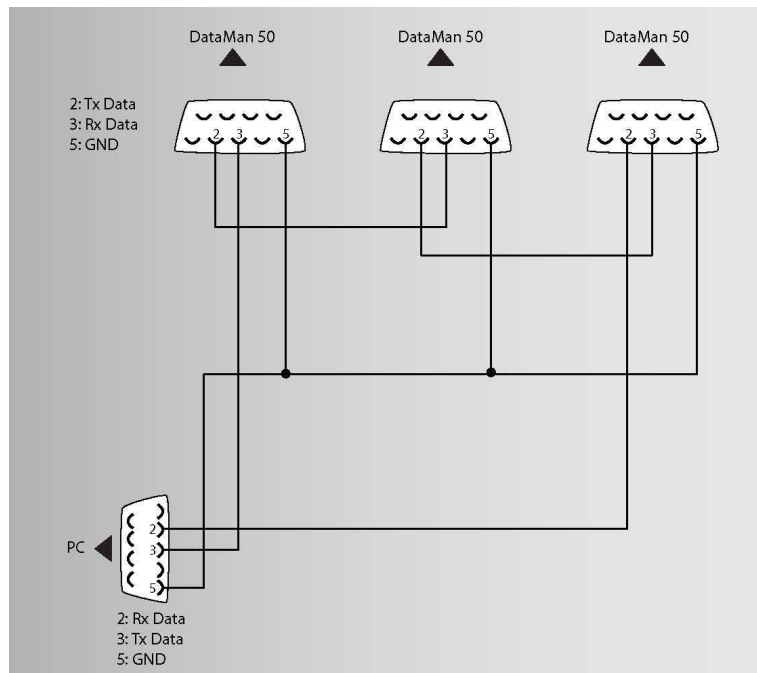 DataMan 50
DataMan 50
DataMan 50
2: Tx Data
3: Rx Data
5: GND
2 3 5
2 3 5
2 3 5
PC
2
3
5
2: Rx Data
3: Tx Data
5: GND